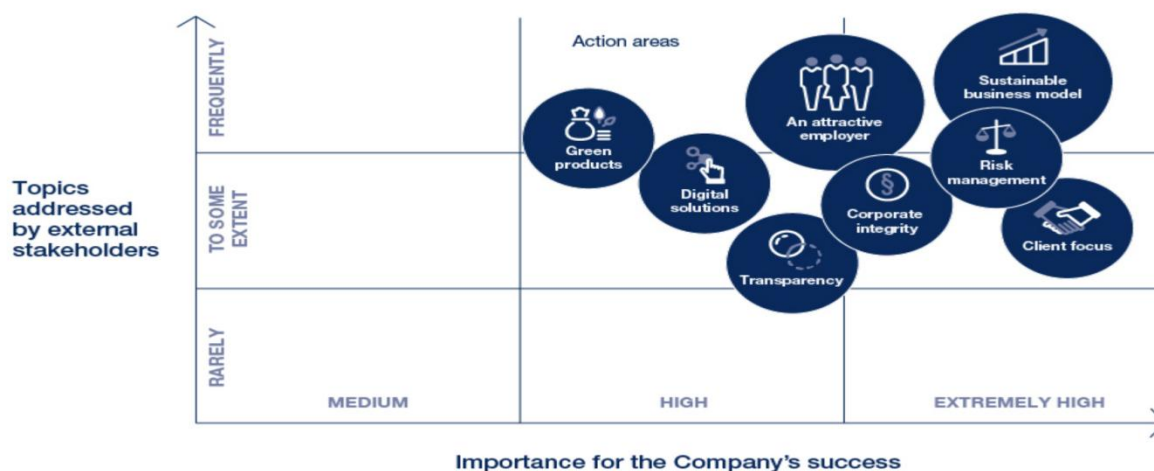 Action areas
FREQUENTLY
TO SOME
EXTENT
RARELY
Topics
addressed
by external
stakeholders
Green
products
Digital
solutions
An attractive
employer
Sustainable
business model
Risk
management
§
Corporate
integrity
Client focus
Transparency
MEDIUM
HIGH
EXTREMELY HIGH
Importance for the Company's success